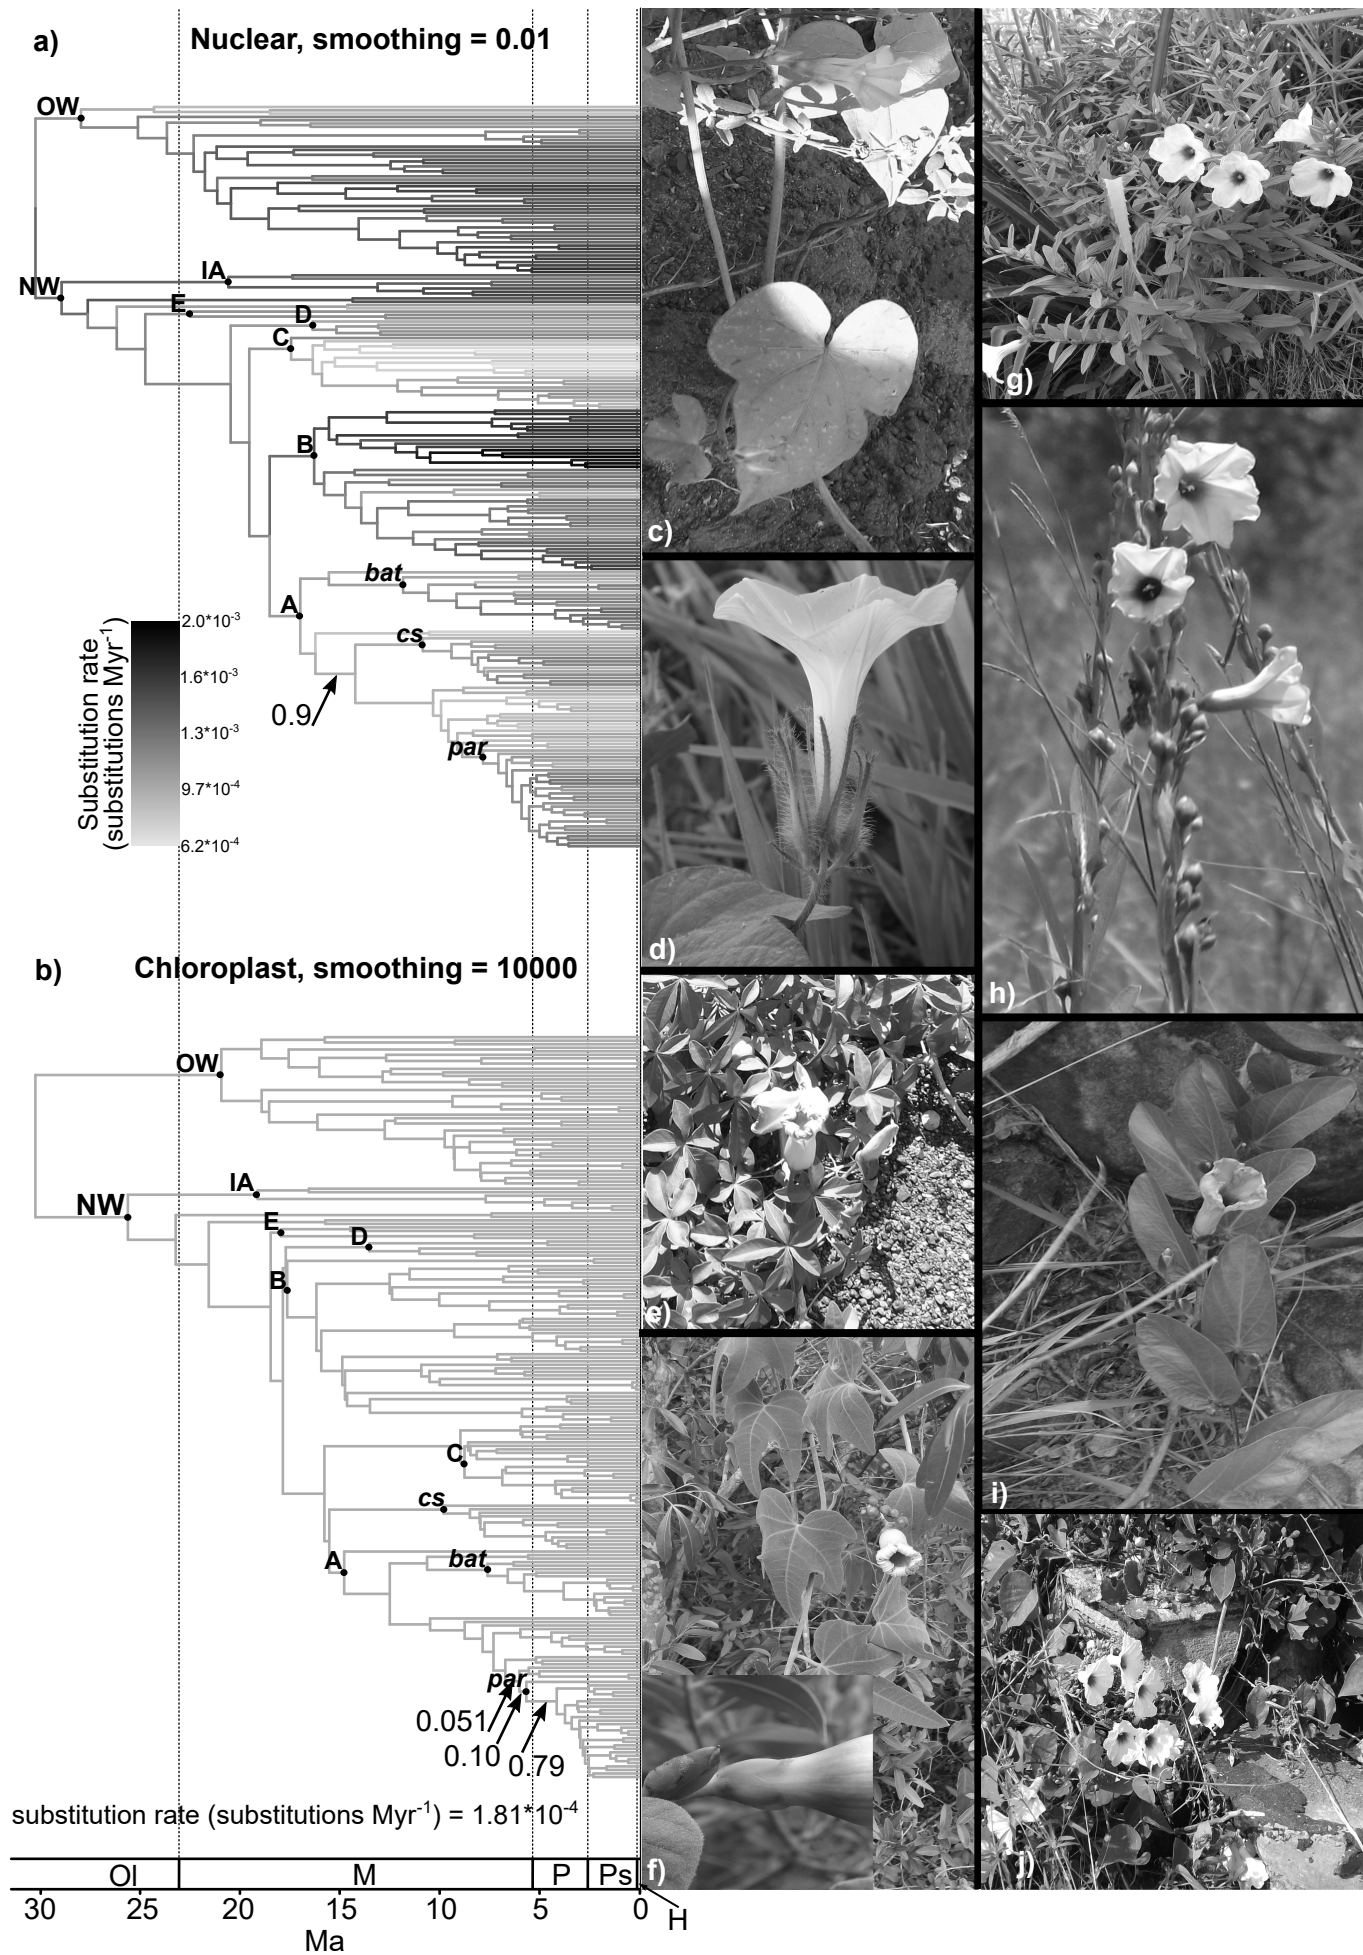 a)
Nuclear, smoothing = 0.01
OW
IA
NW
E
D
C
B
bat
A
cs
0.9
par
Substitution rate
(substitutions Myr-1)
2.0*10-3
1.6*10-3
1.3*10-3
9.7*10-4
6.2*10-4
b)
Chloroplast, smoothing = 10000
OW
IA
NW
E
D
B
C
cs
A
bat
par
0.051
0.10
0.79
substitution rate (substitutions Myr-1) = 1.81*10-4
Ol
M
P
Ps
H
30
25
20
15
10
5
0
Ma
c)
d)
e)
f)
g)
h)
i)
j)